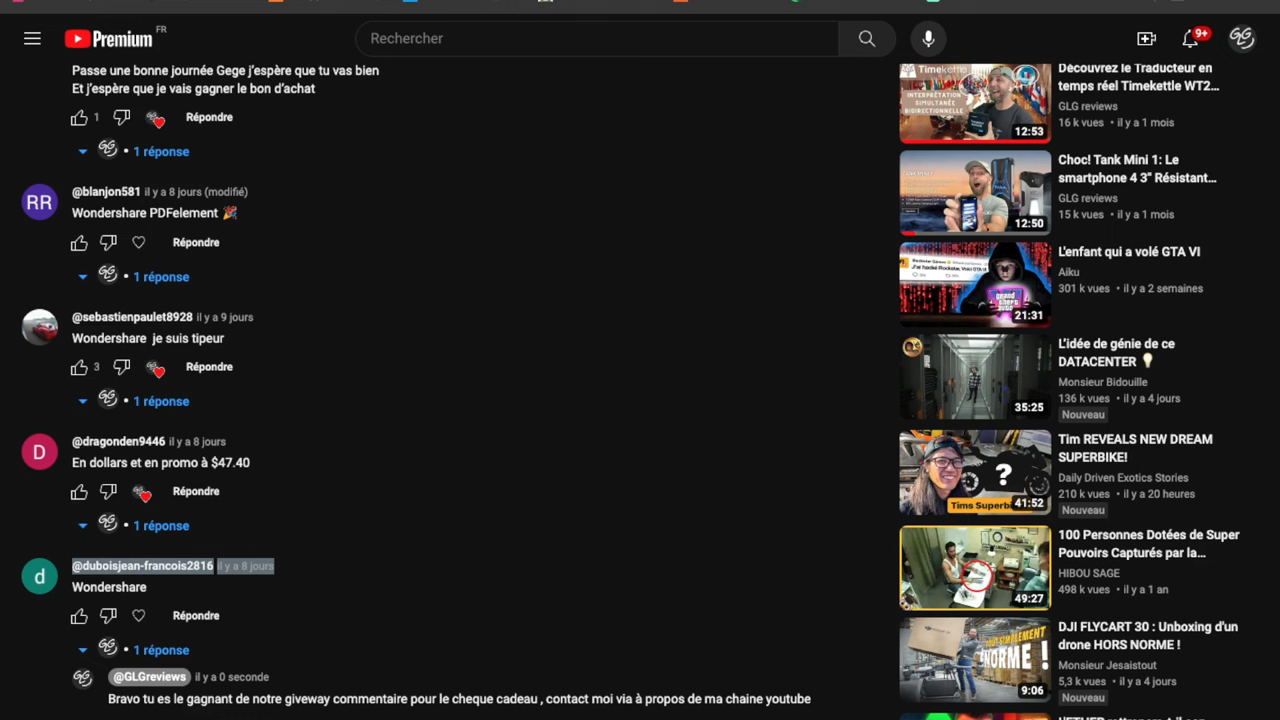 Premium FR
Rechercher
9+
Passe une bonne journée Gege j'espère que tu vas bien
Et j'espère que je vais gagner le bon d'achat
1
Répondre
1 réponse
RR
@blanjon581 il y a 8 jours (modifié)
Wondershare PDFelement 🎉
Répondre
1 réponse
@sebastienpaulet8928 il y a 9 jours
Wondershare je suis tipeur
3
Répondre
1 réponse
D
@dragonden9446 il y a 8 jours
En dollars et en promo à $47.40
Répondre
1 réponse
d
@duboisjean-francois2816 il y a 8 jours
Wondershare
Répondre
1 réponse
@GLGreviews il y a 0 seconde
Bravo tu es le gagnant de notre giveway commentaire pour le cheque cadeau , contact moi via à propos de ma chaine youtube
Timekettle
INTERPRÉTATION
SIMULTANÉE
BIDIRECTIONNELLE
12:53
Découvrez le Traducteur en
temps réel Timekettle WT2...
GLG reviews
16 k vues • il y a 1 mois
12:50
Choc! Tank Mini 1: Le
smartphone 4 3" Résistant...
GLG reviews
15 k vues • il y a 1 mois
21:31
L'enfant qui a volé GTA VI
Aiku
301 k vues • il y a 2 semaines
35:25
L'idée de génie de ce
DATACENTER 💡
Monsieur Bidouille
136 k vues • il y a 4 jours
Nouveau
?
Tims Superb
41:52
Tim REVEALS NEW DREAM
SUPERBIKE!
Daily Driven Exotics Stories
210 k vues • il y a 20 heures
Nouveau
49:27
100 Personnes Dotées de Super
Pouvoirs Capturés par la...
HIBOU SAGE
498 k vues • il y a 1 an
TOUT SIMPLEMENT
ÉNORME !
9:06
DJI FLYCART 30 : Unboxing d'un
drone HORS NORME !
Monsieur Jesaistout
5,3 k vues • il y a 4 jours
Nouveau